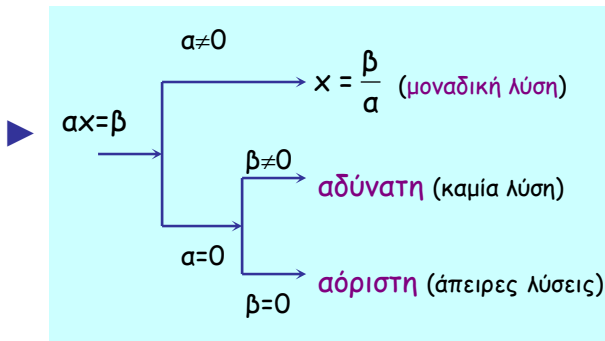 α≠0
αx=β
x = β/α (μοναδική λύση)
β≠0
αδύνατη (καμία λύση)
α=0
αόριστη (άπειρες λύσεις)
β=0